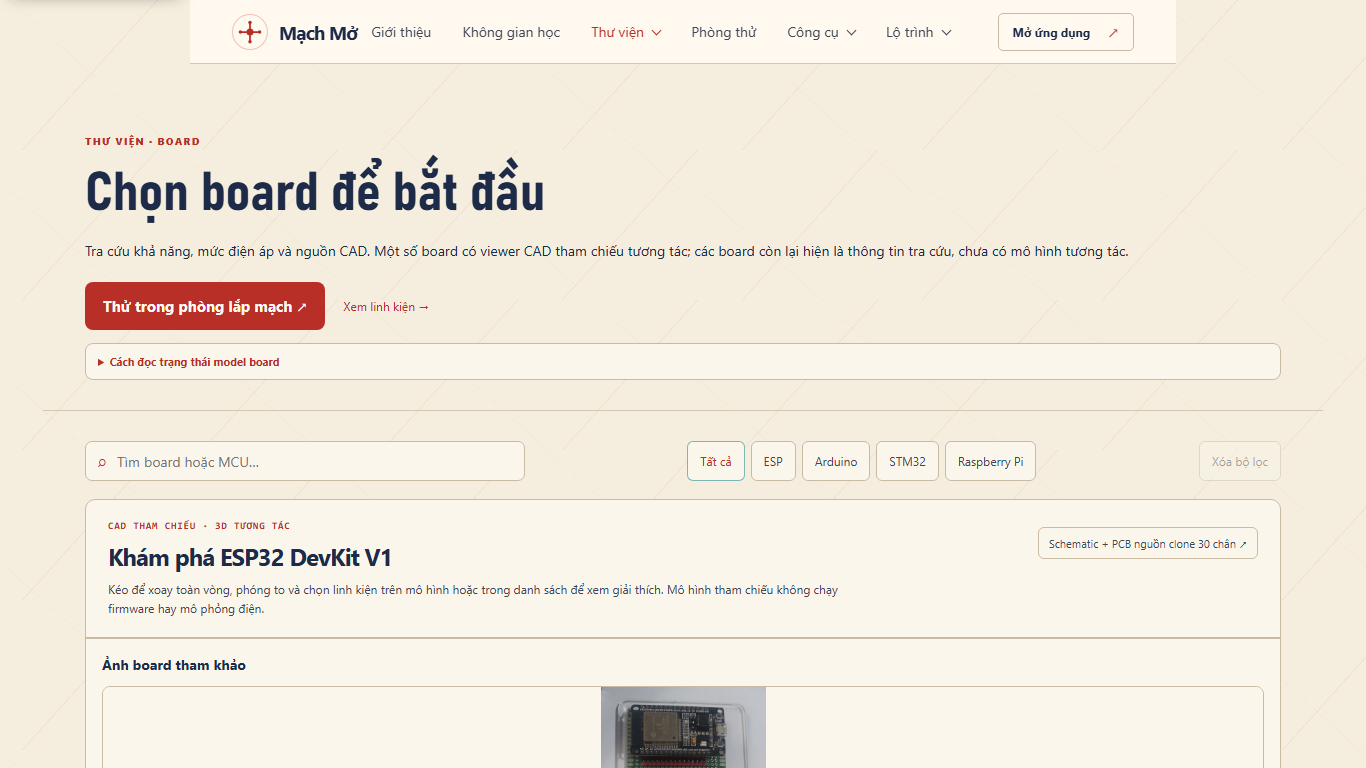 Mạch Mở
Giới thiệu
Không gian học
Thư viện
Phòng thử
Công cụ
Lộ trình
Mở ứng dụng ↗
THƯ VIỆN · BOARD
Chọn board để bắt đầu
Tra cứu khả năng, mức điện áp và nguồn CAD. Một số board có viewer CAD tham chiếu tương tác; các board còn lại hiện là thông tin tra cứu, chưa có mô hình tương tác.
Thử trong phòng lắp mạch ↗
Xem linh kiện →
Cách đọc trạng thái model board
Tìm board hoặc MCU...
Tất cả
ESP
Arduino
STM32
Raspberry Pi
Xóa bộ lọc
CAD THAM CHIẾU · 3D TƯƠNG TÁC
Khám phá ESP32 DevKit V1
Schematic + PCB nguồn clone 30 chân ↗
Kéo để xoay toàn vòng, phóng to và chọn linh kiện trên mô hình hoặc trong danh sách để xem giải thích. Mô hình tham chiếu không chạy
firmware hay mô phỏng điện.
Ảnh board tham khảo